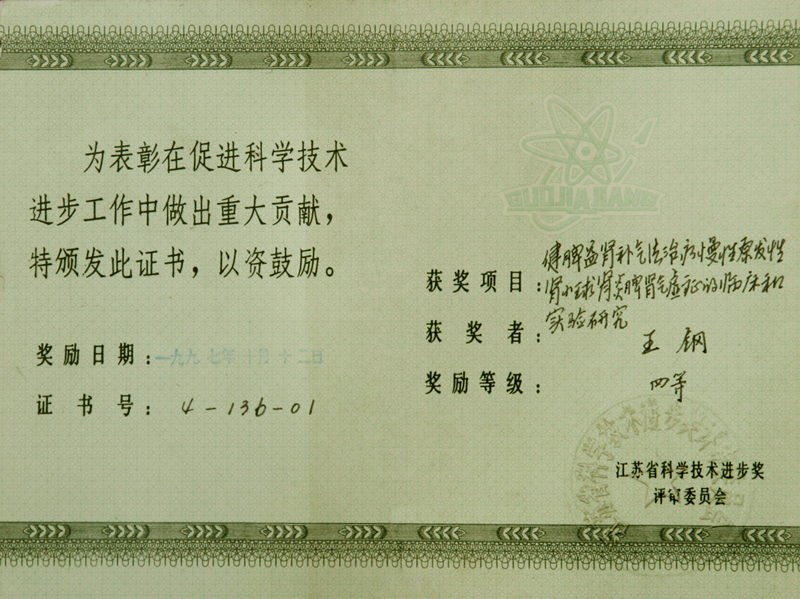 为表彰在促进科学技术
进步工作中做出重大贡献，
特颁发此证书，以资鼓励。
奖励日期：一九九七年十月十二日
证书号：4-136-01
获奖项目：健脾益肾补气法治疗慢性原发性
肾小球肾炎脾肾气虚证的临床和
实验研究
获奖者：王钢
奖励等级：四等
江苏省科学技术进步奖
评审委员会